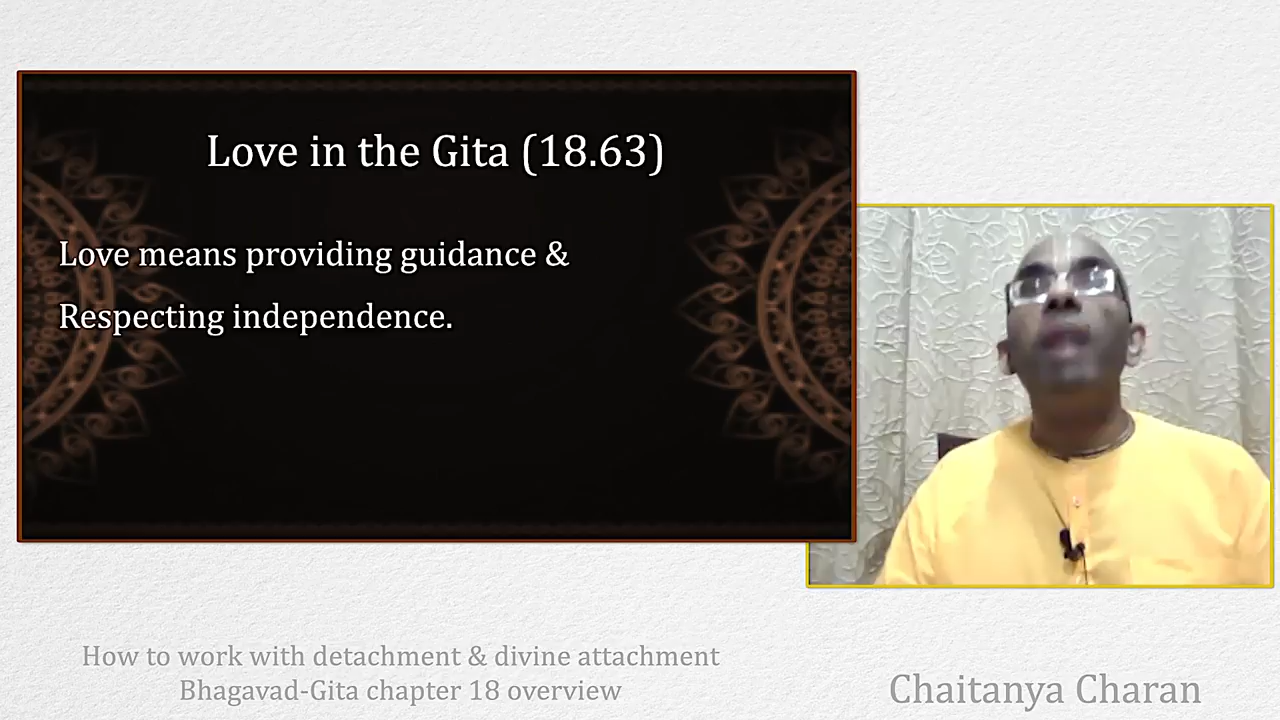 Love in the Gita (18.63)
Love means providing guidance &
Respecting independence.
How to work with detachment & divine attachment
Bhagavad-Gita chapter 18 overview
Chaitanya Charan